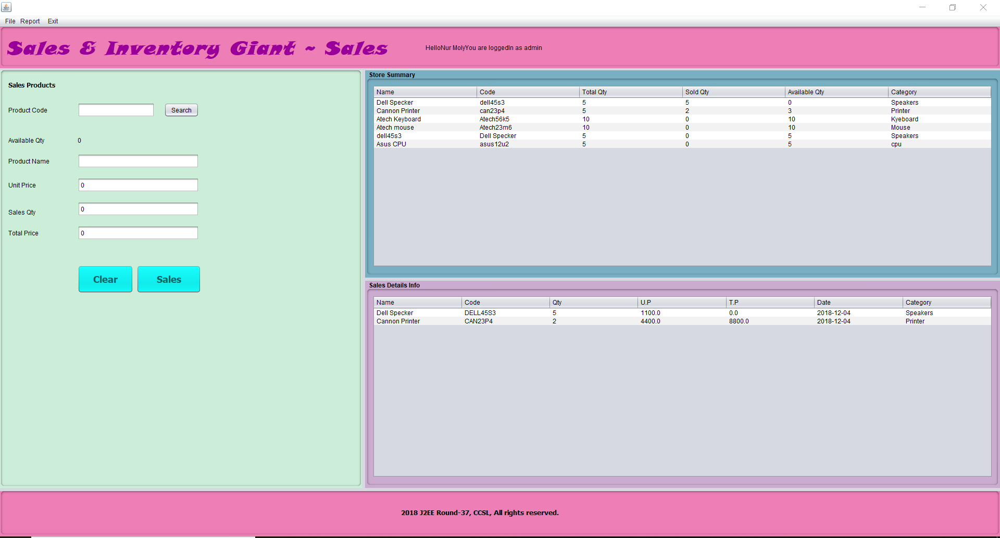 File Report Exit
Sales & Inventory Giant ~ Sales
HelloNur MolyYou are loggedIn as admin
Sales Products
Product Code Search
Available Qty 0
Product Name
Unit Price 0
Sales Qty 0
Total Price 0
Clear Sales
Store Summary
Name Code Total Qty Sold Qty Available Qty Category
Dell Specker dell45s3 5 5 0 Speakers
Cannon Printer can23p4 5 2 3 Printer
Atech Keyboard Atech56k5 10 0 10 Kyeboard
Atech mouse Atech23m6 10 0 10 Mouse
dell45s3 Dell Specker 5 0 5 Speakers
Asus CPU asus12u2 5 0 5 cpu
Sales Details Info
Name Code Qty U.P T.P Date Category
Dell Specker DELL45S3 5 1100.0 0.0 2018-12-04 Speakers
Cannon Printer CAN23P4 2 4400.0 8800.0 2018-12-04 Printer
2018 J2EE Round-37, CCSL, All rights reserved.